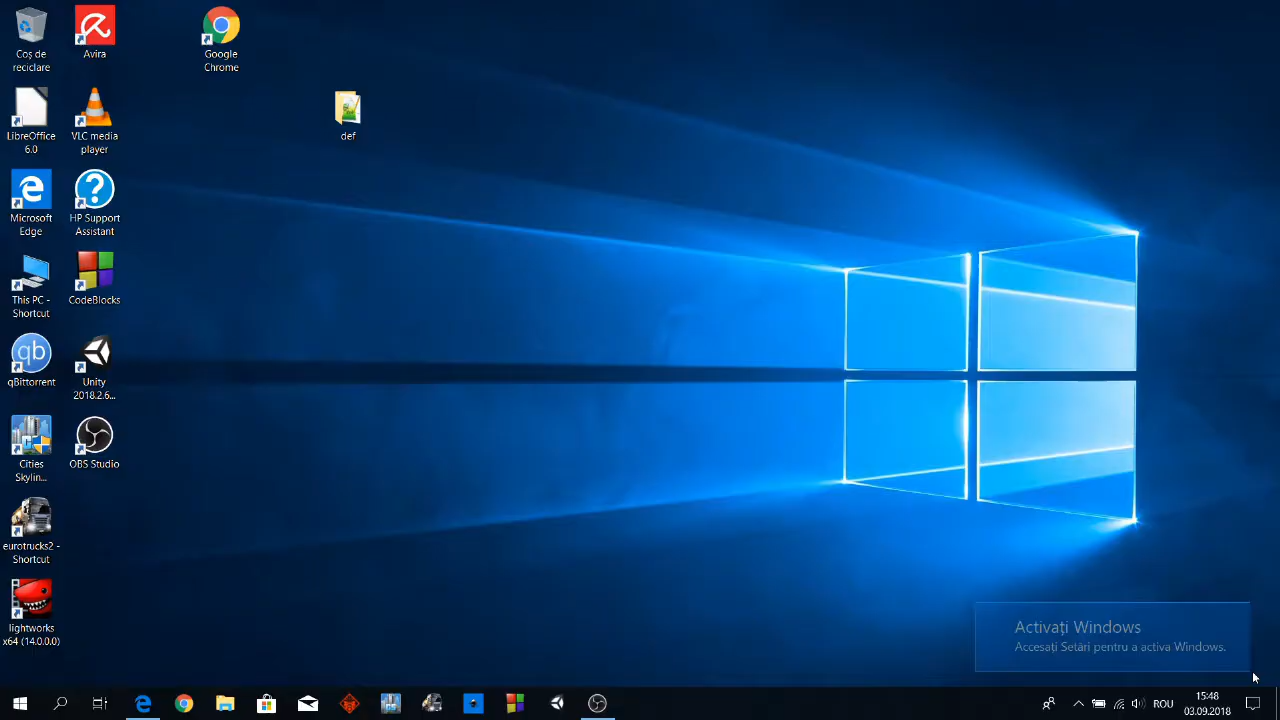 Coș de
reciclare
Avira
Google
Chrome
def
LibreOffice
6.0
VLC media
player
Microsoft
Edge
HP Support
Assistant
This PC -
Shortcut
CodeBlocks
qBittorrent
Unity
2018.2.6...
Cities
Skylin...
OBS Studio
eurotrucks2 -
Shortcut
lightworks
x64 (14.0.0.0)
Activați Windows
Accesați Setări pentru a activa Windows.
ROU
15:48
03.09.2018